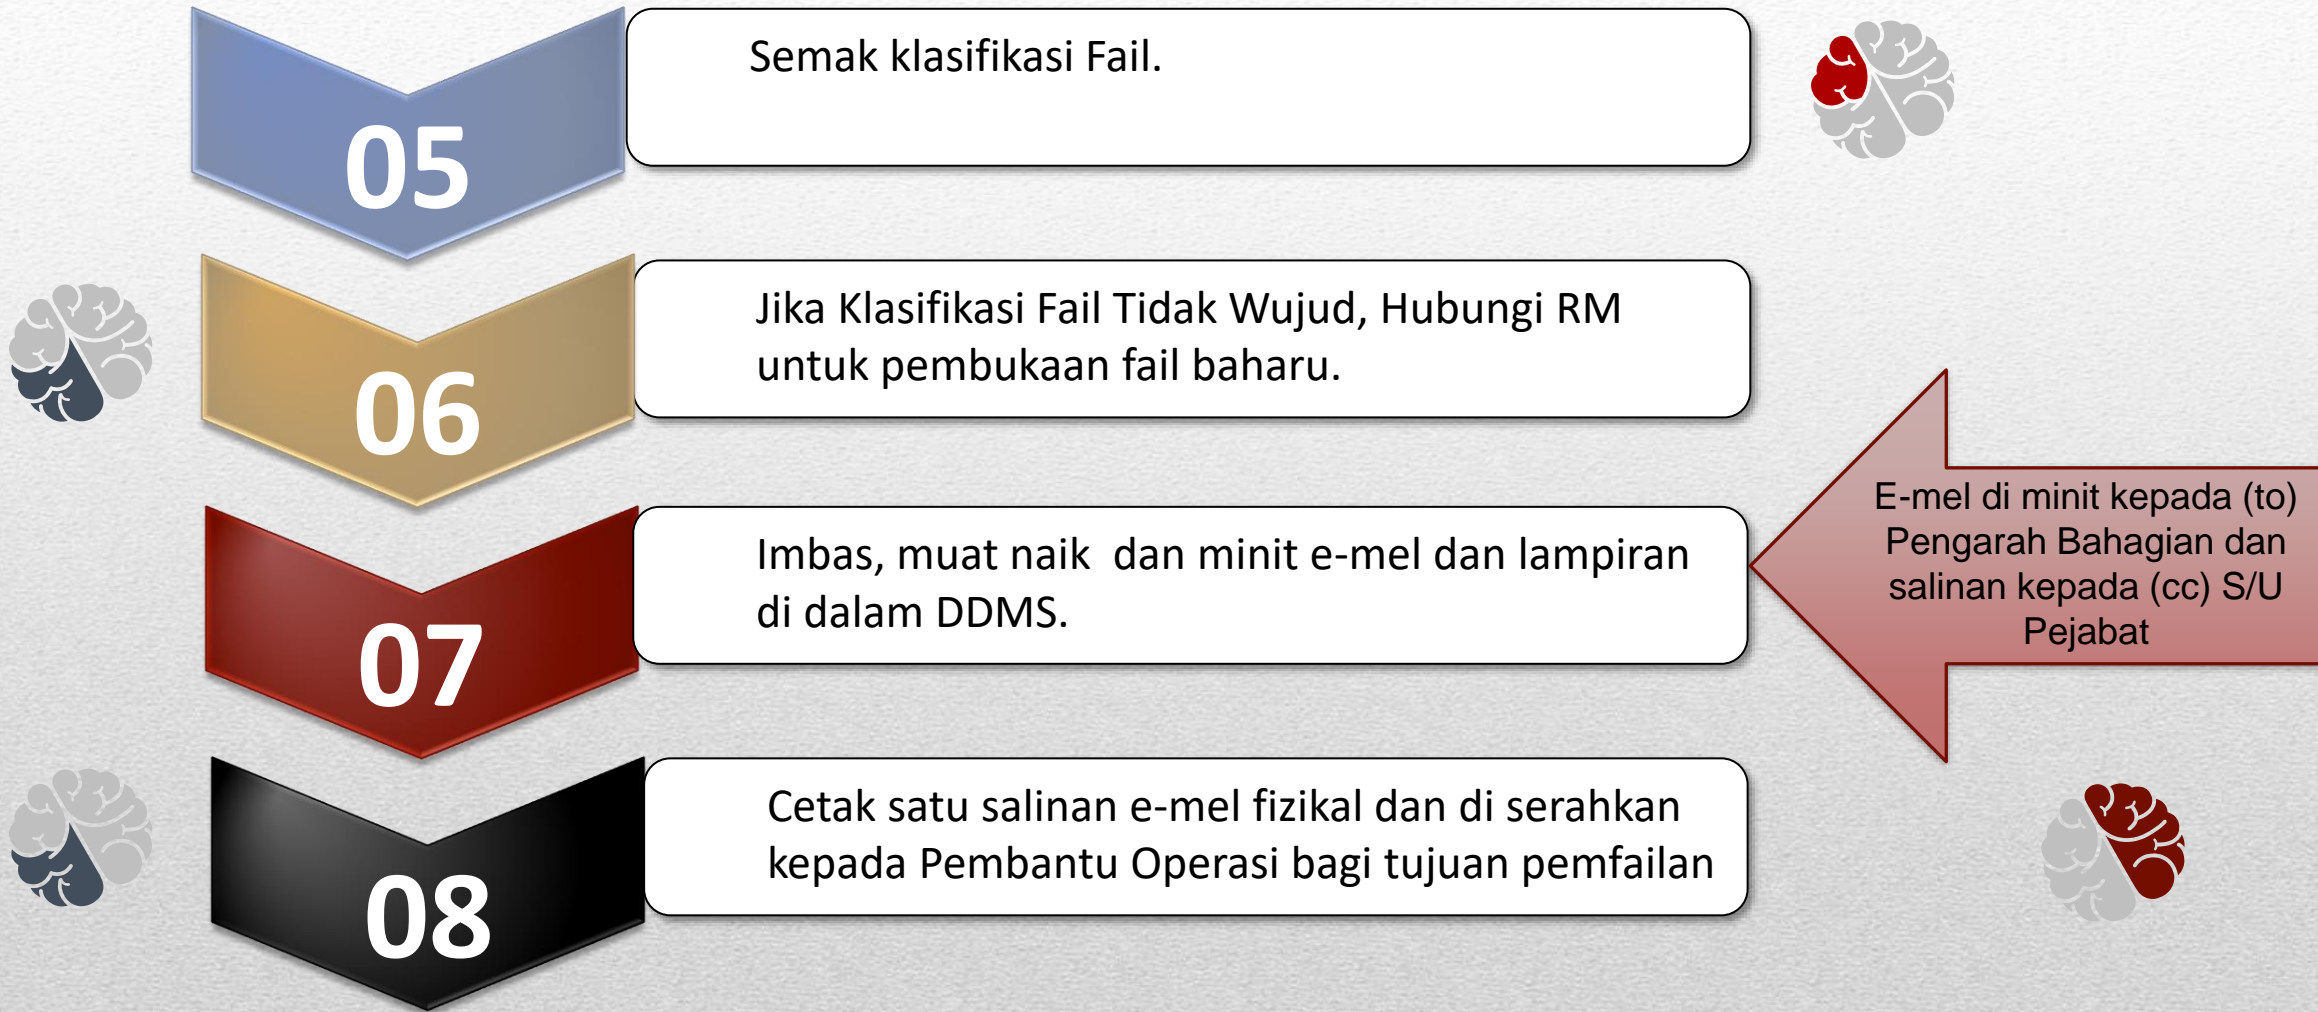 05
Semak klasifikasi Fail.
06
Jika Klasifikasi Fail Tidak Wujud, Hubungi RM
untuk pembukaan fail baharu.
07
Imbas, muat naik  dan minit e-mel dan lampiran
di dalam DDMS.
E-mel di minit kepada (to)
Pengarah Bahagian dan
salinan kepada (cc) S/U
Pejabat
08
Cetak satu salinan e-mel fizikal dan di serahkan
kepada Pembantu Operasi bagi tujuan pemfailan